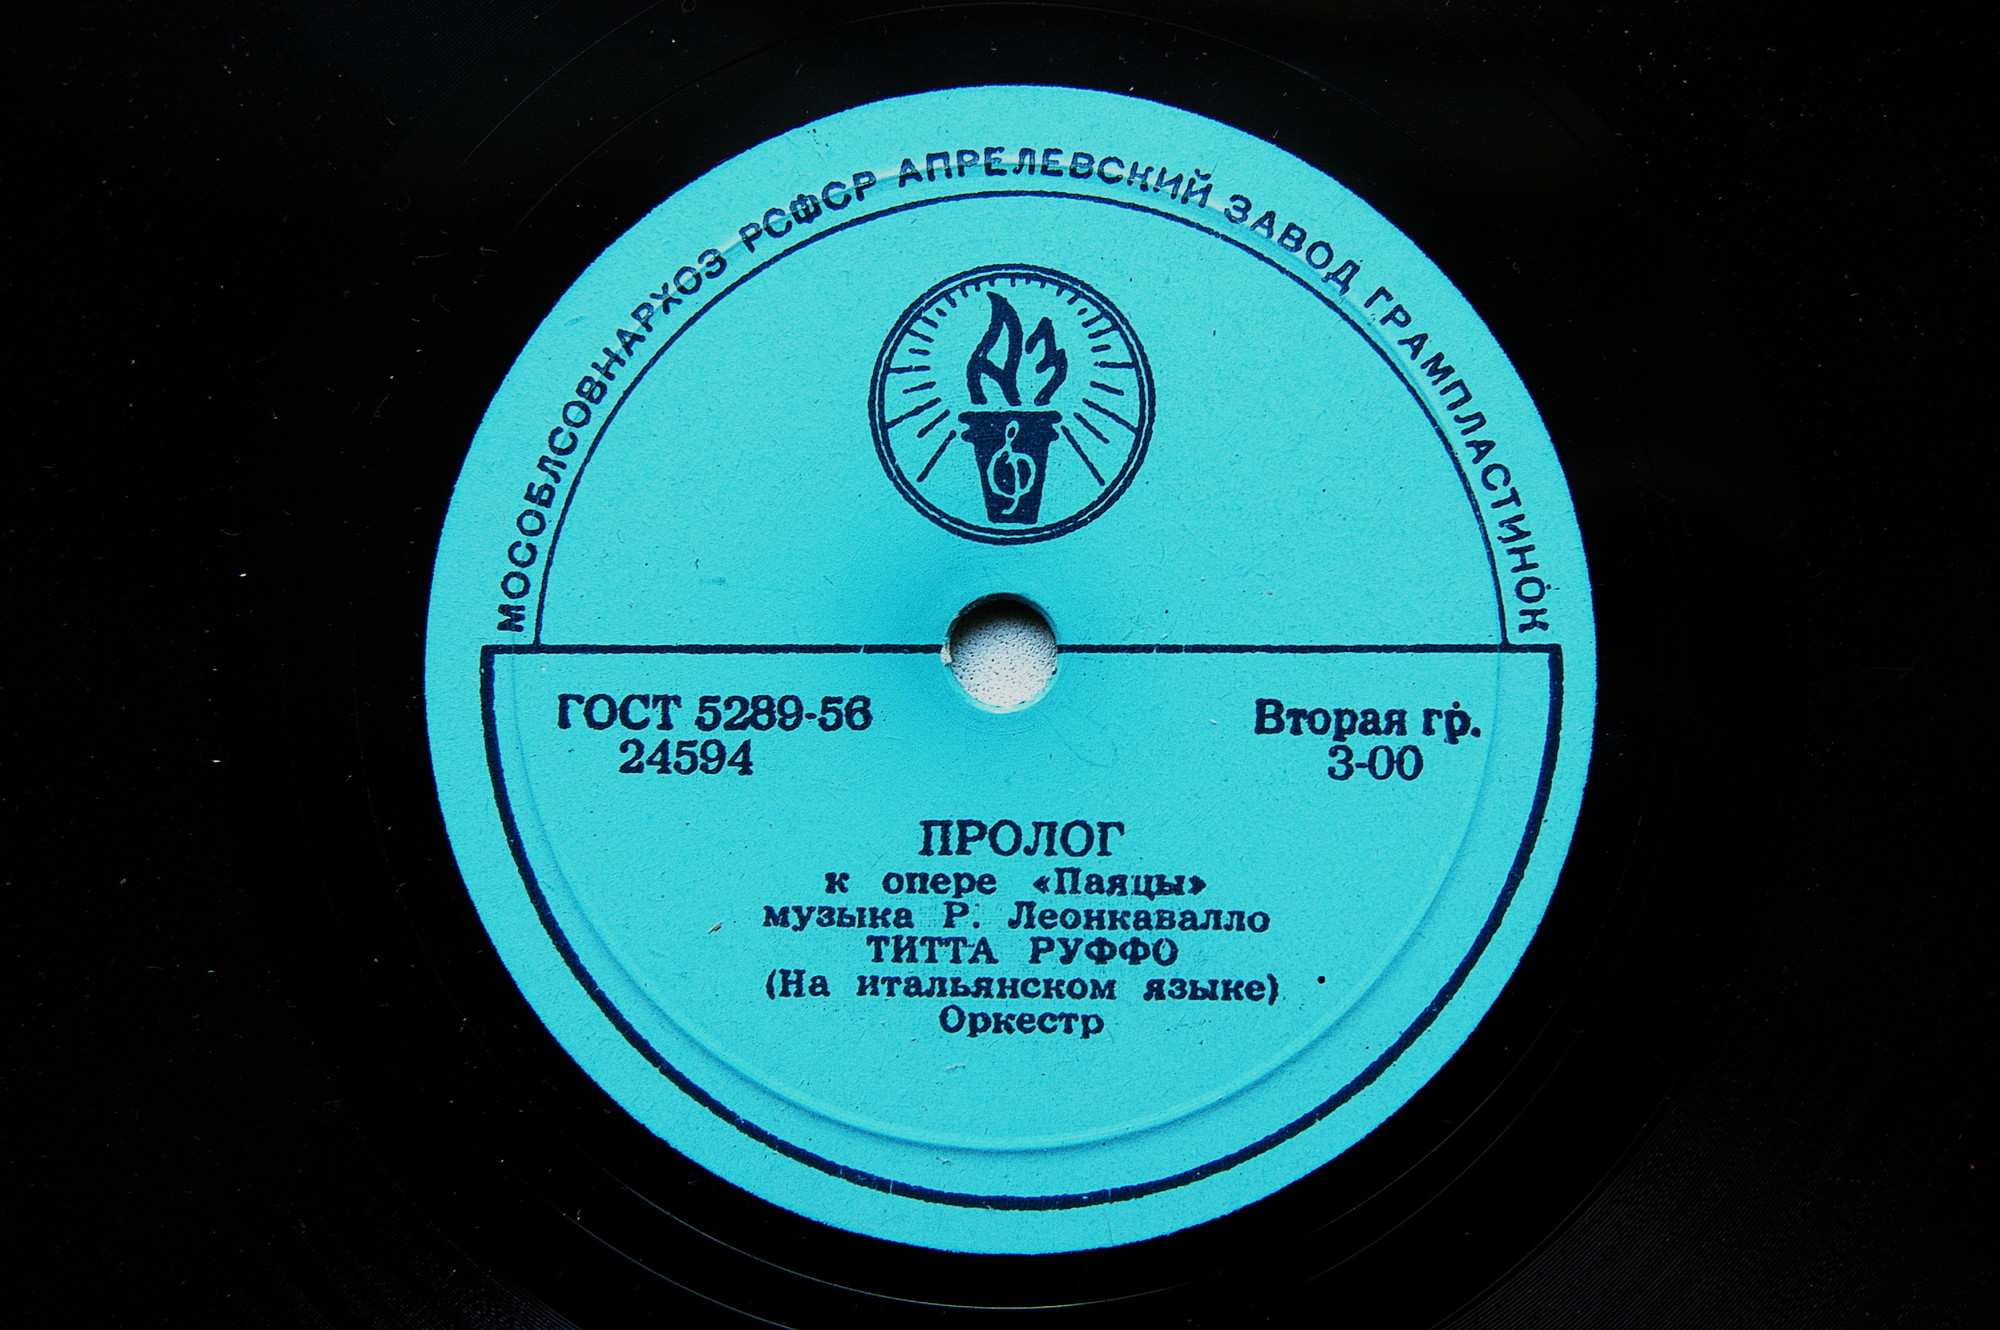 МОСОБЛСОВНАРХОЗ РСФСР АПРЕЛЕВСКИЙ ЗАВОД ГРАМПЛАСТИНОК
АЗ
ГОСТ 5289-56
24594
Вторая гр.
3-00
ПРОЛОГ
к опере «Паяцы»
музыка Р. Леонкавалло
ТИТТА РУФФО
(На итальянском языке)
Оркестр